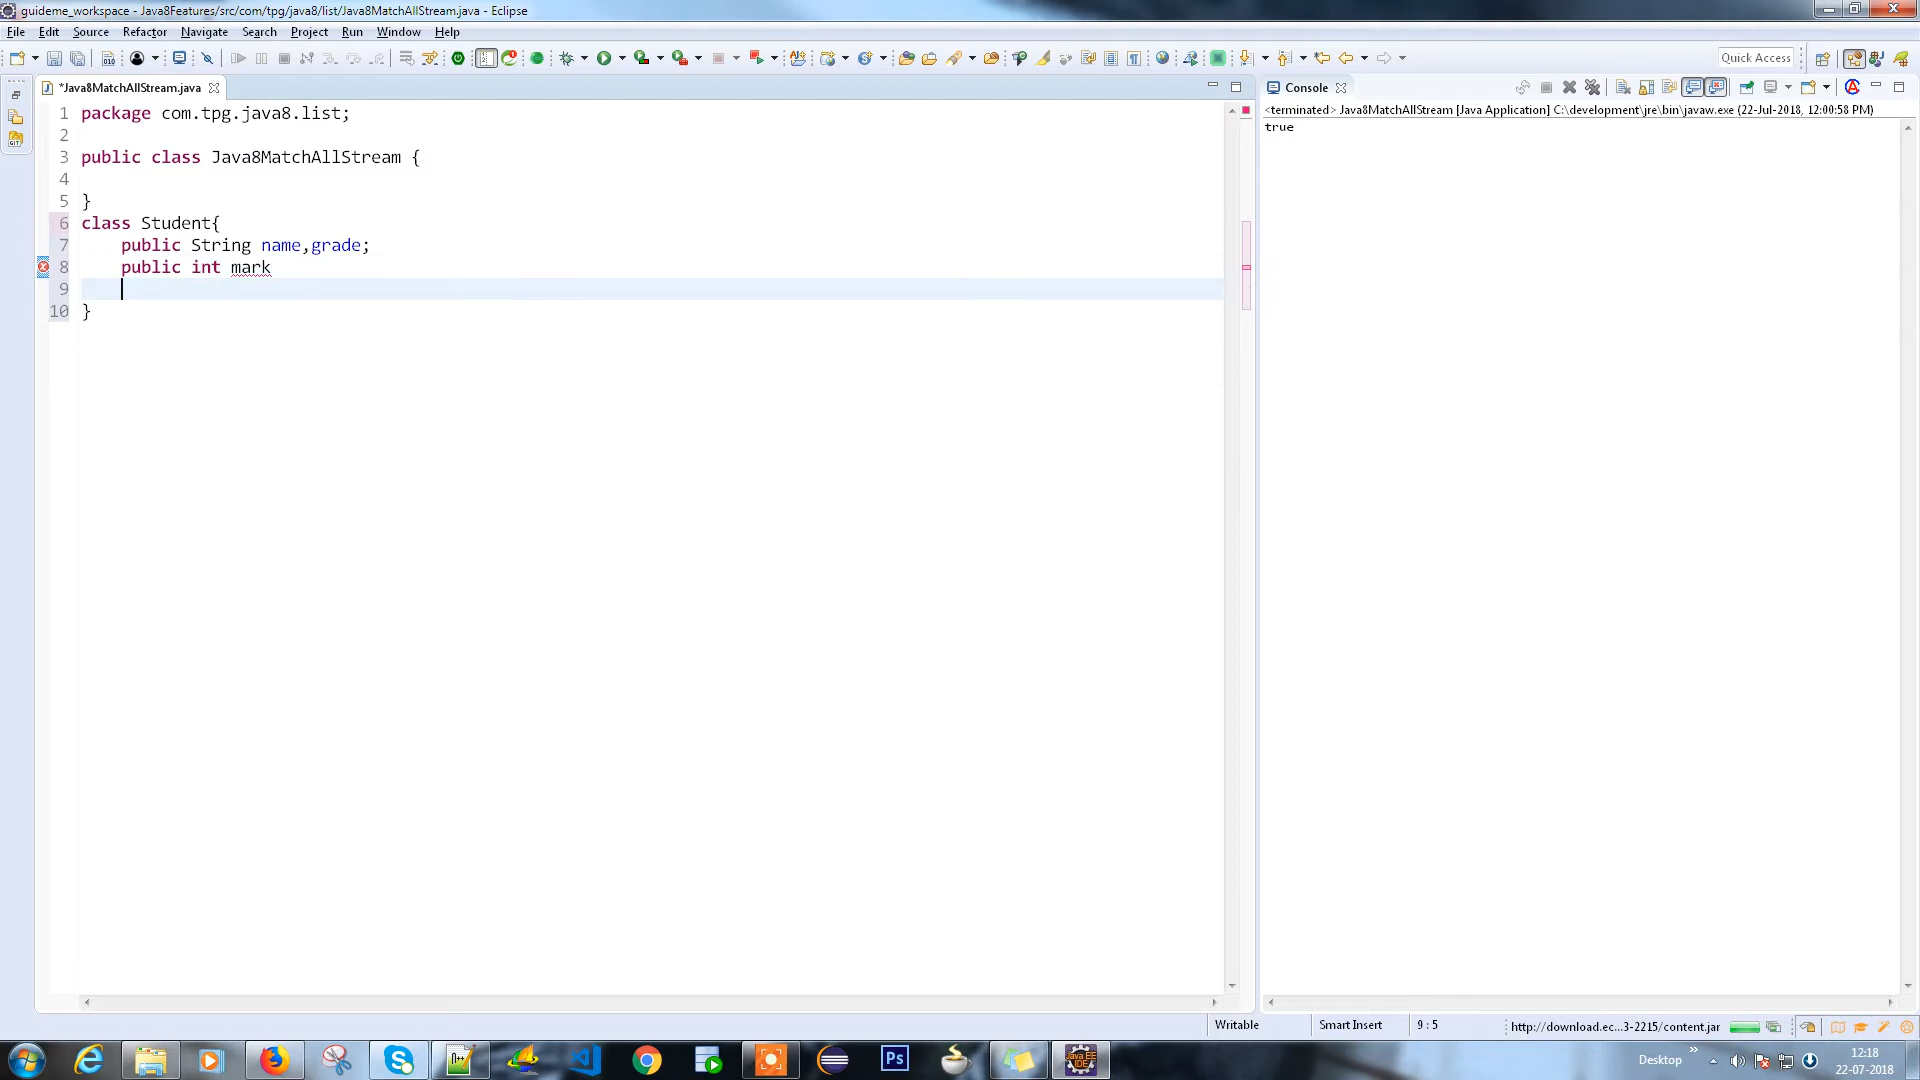 guideme_workspace - Java8Features/src/com/tpg/java8/list/Java8MatchAllStream.java - Eclipse
File Edit Source Refactor Navigate Search Project Run Window Help
Quick Access
*Java8MatchAllStream.java
Console
<terminated> Java8MatchAllStream [Java Application] C:\development\jre\bin\javaw.exe (22-Jul-2018, 12:00:58 PM)
true
1 package com.tpg.java8.list;
2
3 public class Java8MatchAllStream {
4
5 }
6 class Student{
7 public String name,grade;
8 public int mark
9
10 }
Writable Smart Insert 9 : 5 http://download.ec...3-2215/content.jar
Ps
Java EE
IDE
Desktop
12:18
22-07-2018